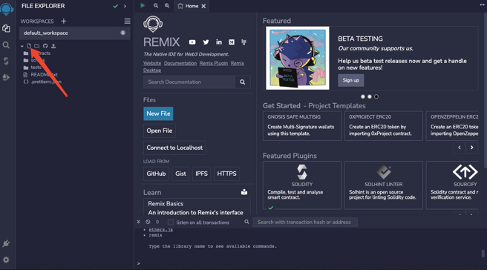 FILE EXPLORER
WORKSPACES
default_workspace
tests
README.txt
.prettierrc.json
Home
REMIX
The Native IDE for Web3 Development.
Website Documentation Remix Plugin Remix Desktop
Search Documentation
Files
New File
Open File
Connect to Localhost
LOAD FROM
GitHub
Gist
IPFS
HTTPS
Learn
Remix Basics
An introduction to Remix's interface
Featured
BETA TESTING
Our community supports us.
Help us beta test releases now and get a handle on new features!
Sign up
Get Started - Project Templates
GNOSIS SAFE MULTISIG
Create Multi-Signature wallets using this template.
0XPROJECT ERC20
Create an ERC20 token by importing 0xProject contract.
OPENZEPPELIN ERC2
Create an ERC20 token importing OpenZeppe
Featured Plugins
SOLIDITY
Compile, test and analyse smart contract.
SOLHINT LINTER
Solhint is an open source project for linting Solidity code.
SOURCIFY
Solidity contract and m
verification service.
0
listen on all transactions
Search with transaction hash or address
ethers.js
remix
Type the library name to see available commands.
>